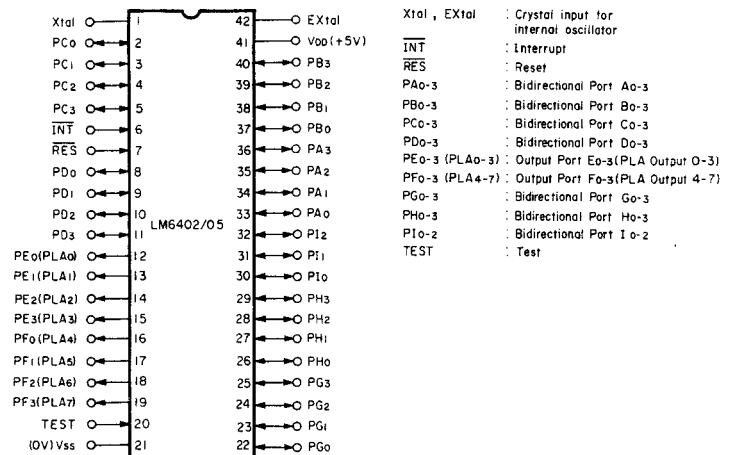 Xtal 1 42 EXtal
PC0 2 41 VDD(+5V)
PC1 3 40 PB3
PC2 4 39 PB2
PC3 5 38 PB1
INT 6 37 PB0
RES 7 36 PA3
PD0 8 35 PA2
PD1 9 34 PA1
PD2 10 33 PA0
LM6402/05
PD3 11 32 PI2
PE0(PLA0) 12 31 PI1
PE1(PLA1) 13 30 PI0
PE2(PLA2) 14 29 PH3
PE3(PLA3) 15 28 PH2
PF0(PLA4) 16 27 PH1
PF1(PLA5) 17 26 PH0
PF2(PLA6) 18 25 PG3
PF3(PLA7) 19 24 PG2
TEST 20 23 PG1
(0V)Vss 21 22 PG0
Xtal , EXtal : Crystal input for
internal oscillator
INT : Interrupt
RES : Reset
PA0-3 : Bidirectional Port A0-3
PB0-3 : Bidirectional Port B0-3
PC0-3 : Bidirectional Port C0-3
PD0-3 : Bidirectional Port D0-3
PE0-3 (PLA0-3) : Output Port E0-3(PLA Output 0-3)
PF0-3 (PLA4-7) : Output Port F0-3(PLA Output 4-7)
PG0-3 : Bidirectional Port G0-3
PH0-3 : Bidirectional Port H0-3
PI0-2 : Bidirectional Port I0-2
TEST : Test